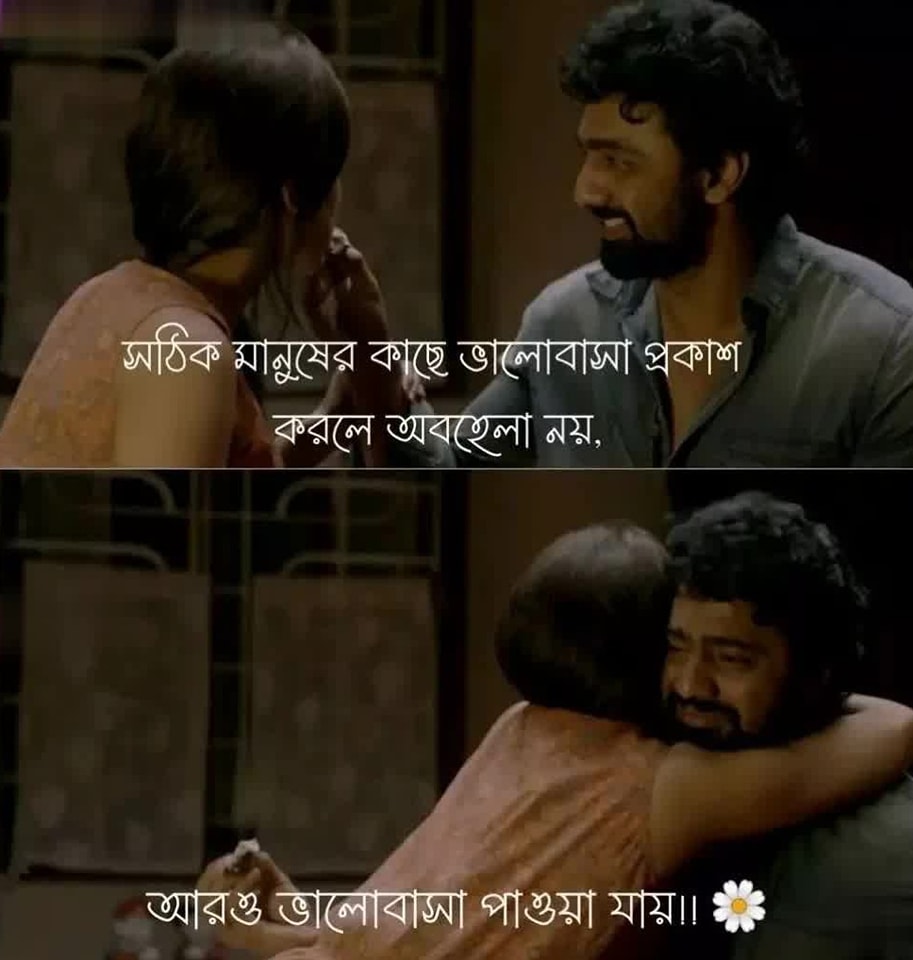 সঠিক মানুষের কাছে ভালোবাসা প্রকাশ
করলে অবহেলা নয়,
আরও ভালোবাসা পাওয়া যায়!! 🌼